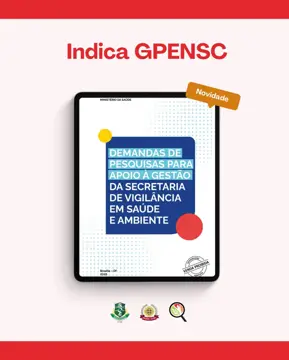 Indica GPENSC
Novidade
MINISTÉRIO DA SAÚDE
DEMANDAS DE
PESQUISAS PARA
APOIO À GESTÃO
DA SECRETARIA
DE VIGILÂNCIA
EM SAÚDE
E AMBIENTE
Brasília – DF